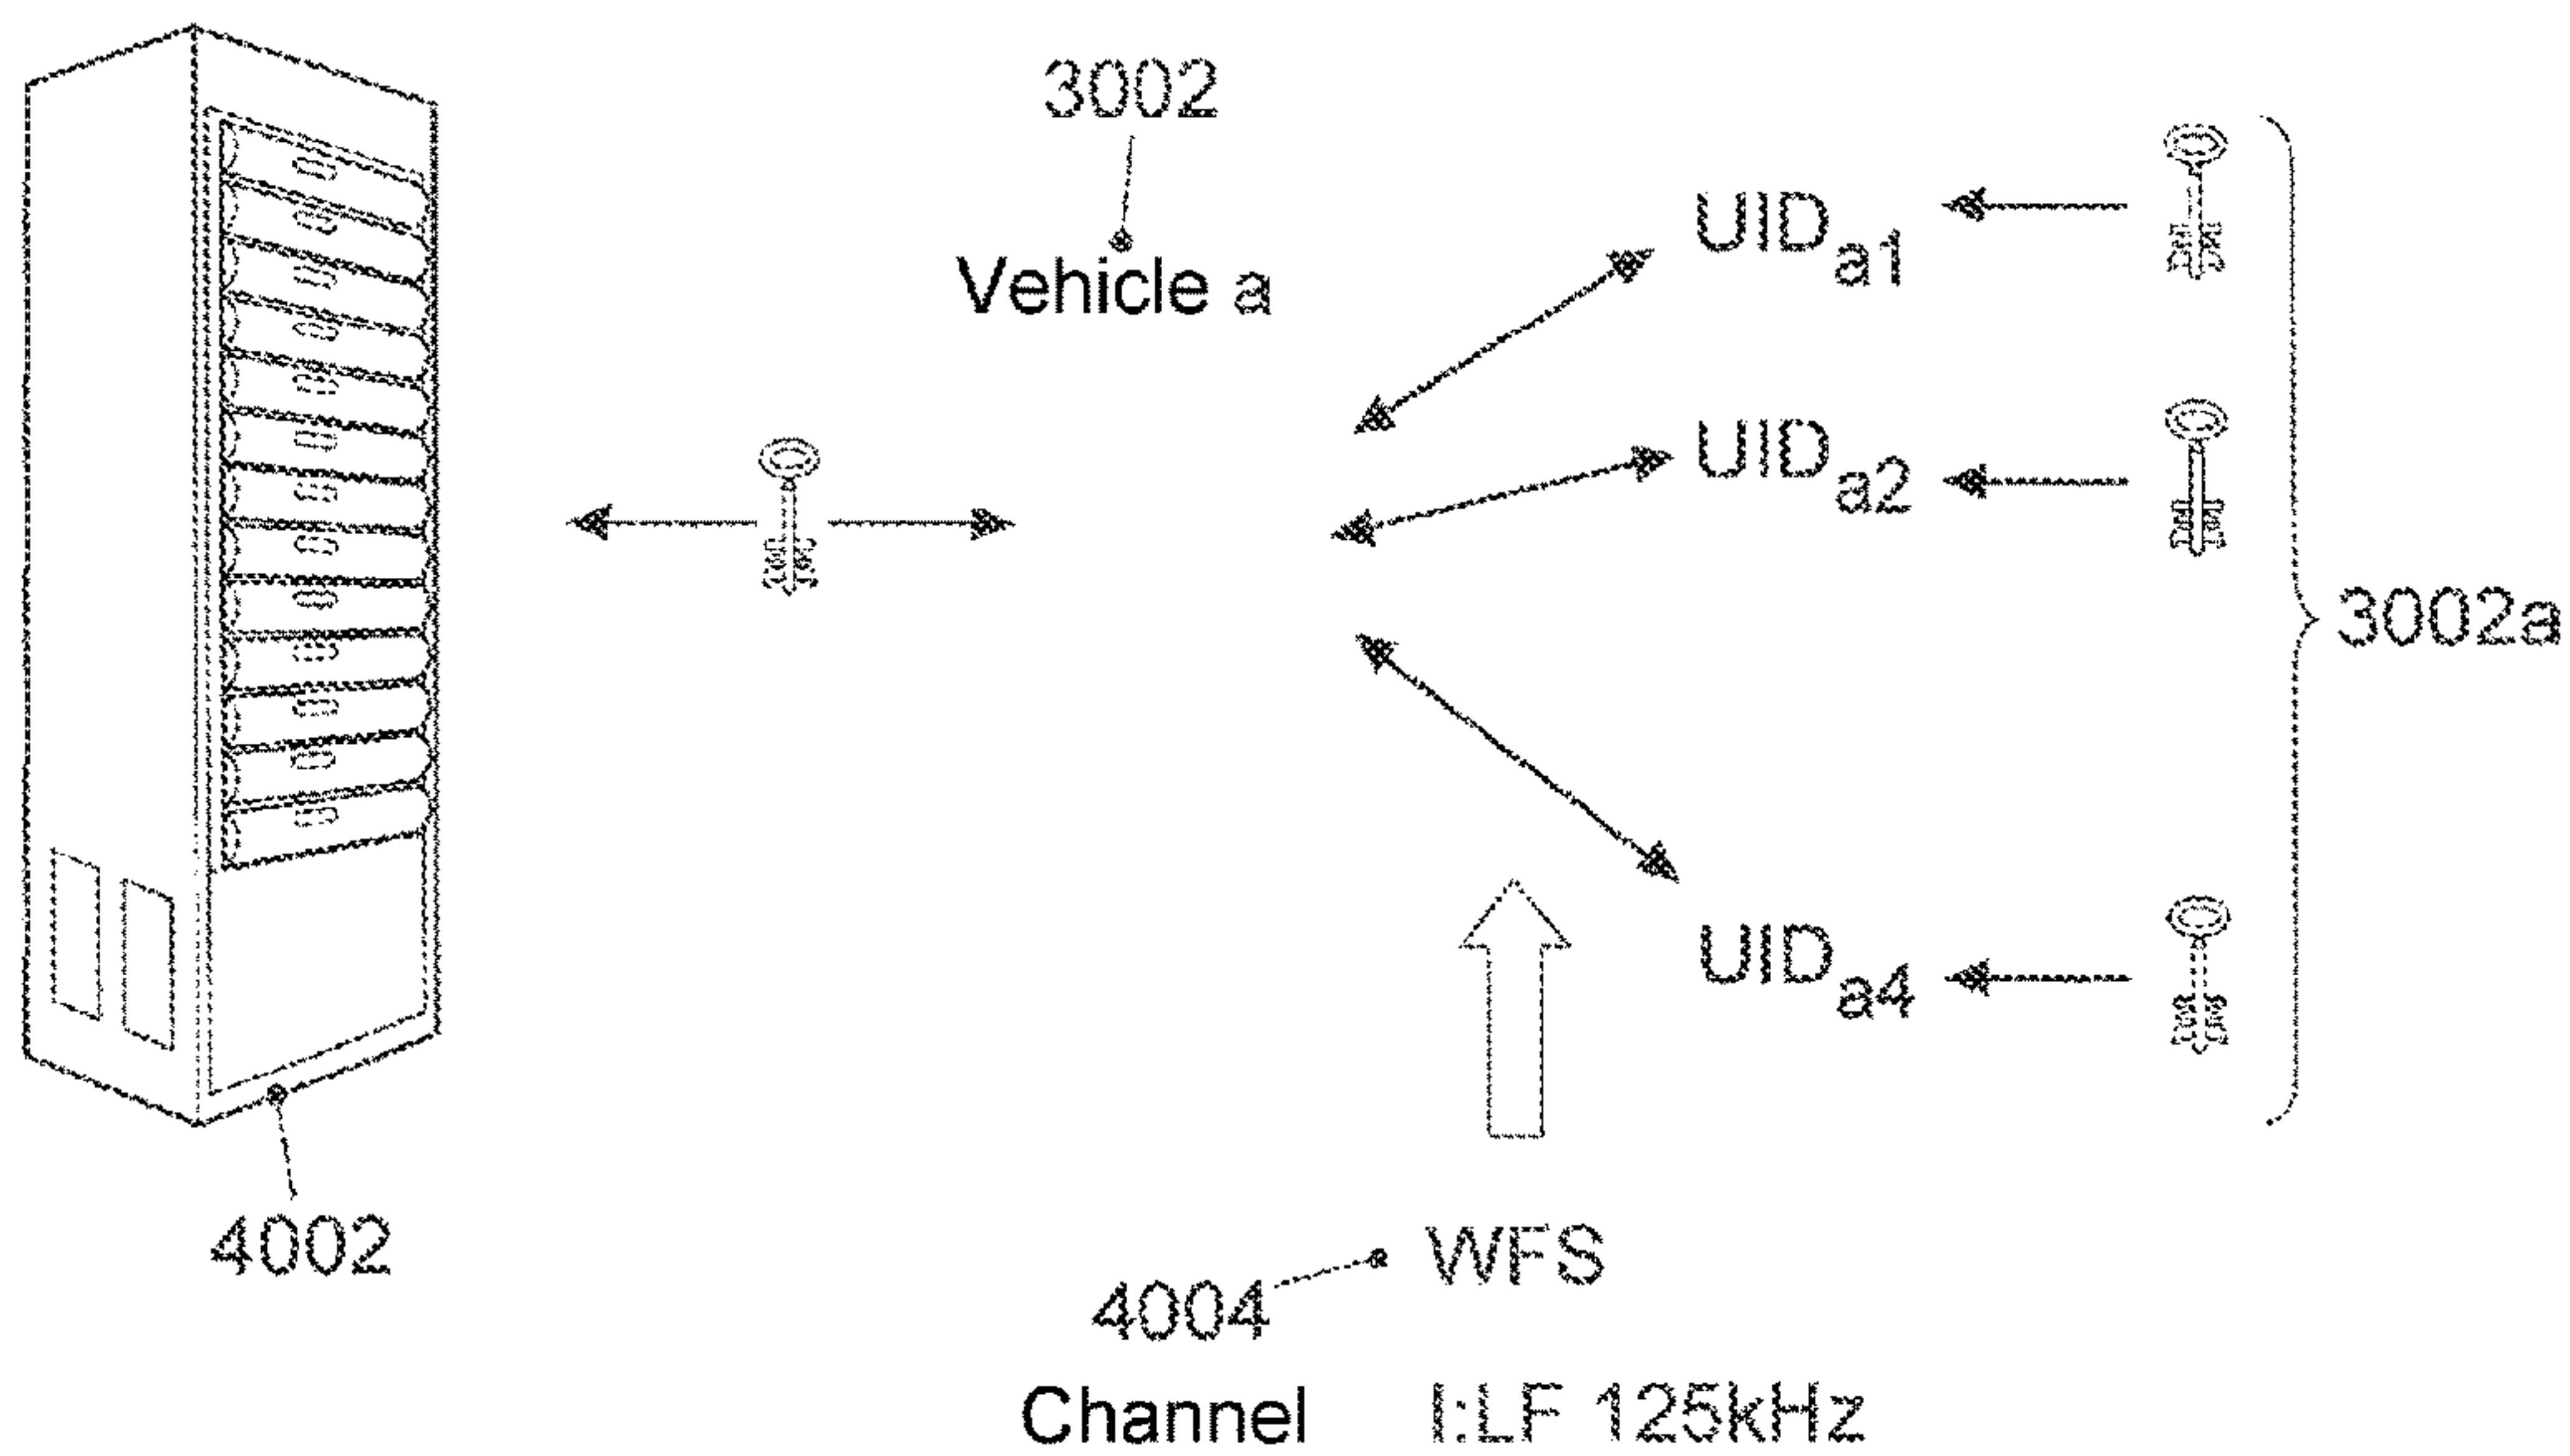 3002
Vehicle a
UIDa1
UIDa2
3002a
UIDa4
4002
WFS
4004
Channel I:LF 125kHz